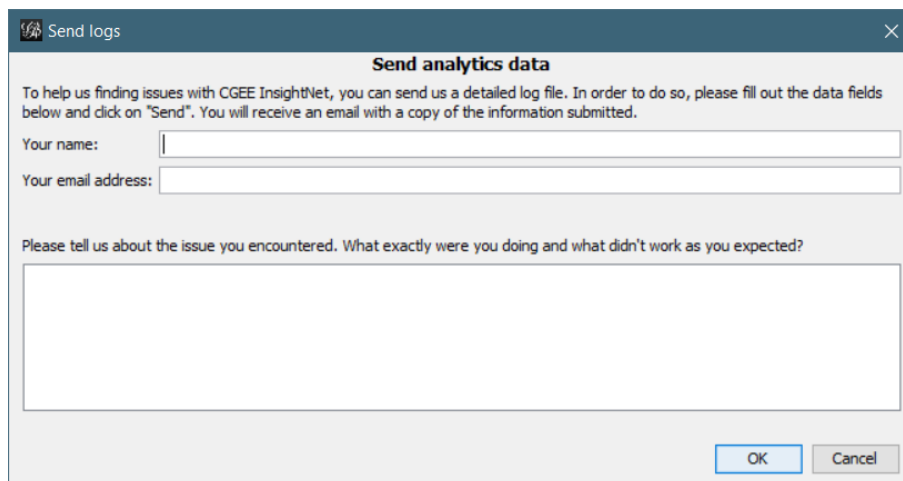 Send logs
Send analytics data
To help us finding issues with CGEE InsightNet, you can send us a detailed log file. In order to do so, please fill out the data fields
below and click on "Send". You will receive an email with a copy of the information submitted.
Your name:
Your email address:
Please tell us about the issue you encountered. What exactly were you doing and what didn't work as you expected?
OK Cancel